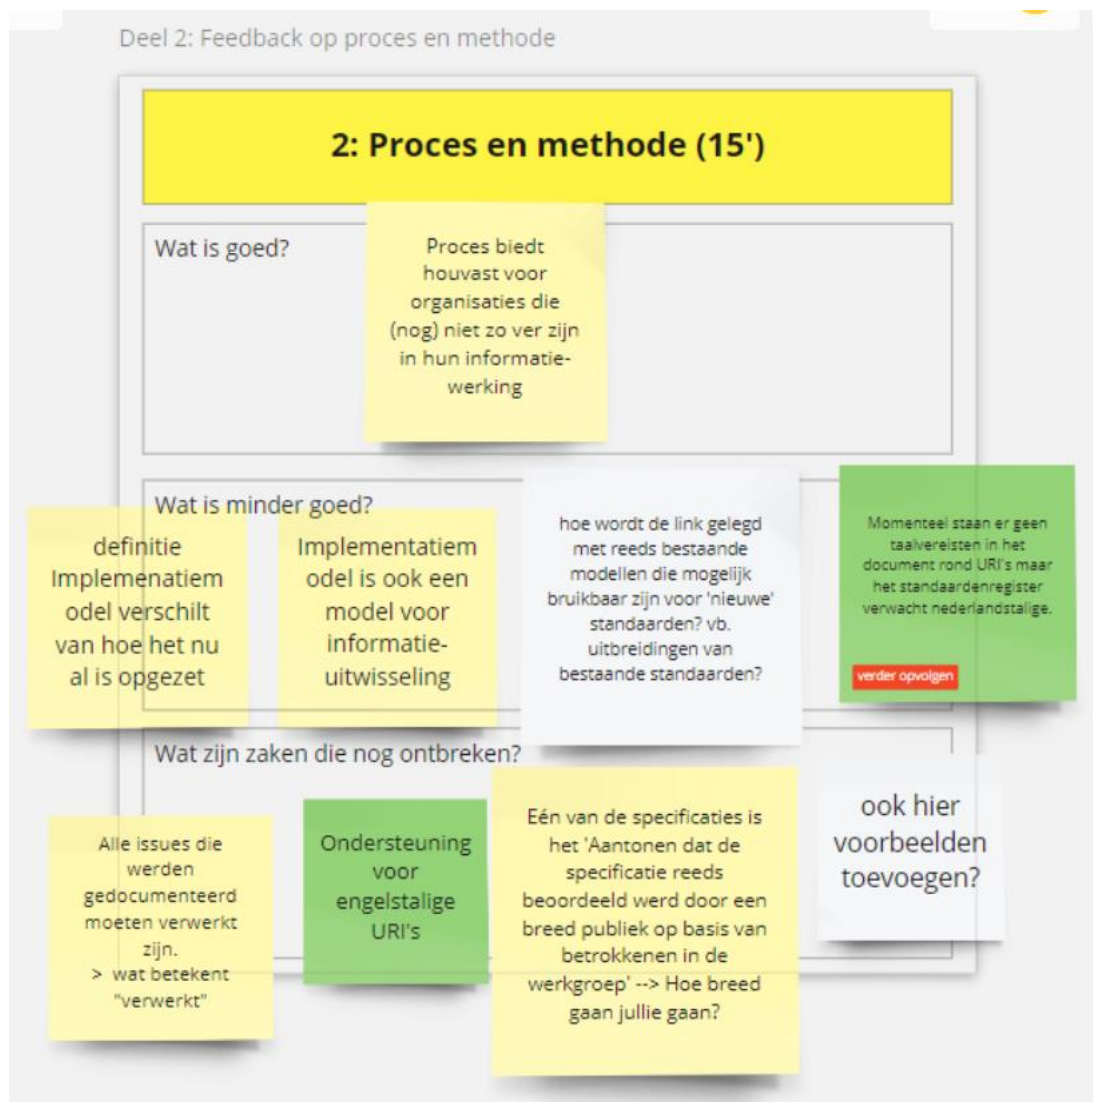 Deel 2: Feedback op proces en methode
2: Proces en methode (15')
Wat is goed?
Proces biedt
houvast voor
organisaties die
(nog) niet zo ver zijn
in hun informatie-
werking
Wat is minder goed?
definitie
Implemenatiem
odel verschilt
van hoe het nu
al is opgezet
Implementatiem
odel is ook een
model voor
informatie-
uitwisseling
hoe wordt de link gelegd
met reeds bestaande
modellen die mogelijk
bruikbaar zijn voor 'nieuwe'
standaarden? vb.
uitbreidingen van
bestaande standaarden?
Momenteel staan er geen
taalvereisten in het
document rond URI's maar
het standaardenregister
verwacht nederlandstalige.
verder opvolgen
Wat zijn zaken die nog ontbreken?
Alle issues die
werden
gedocumenteerd
moeten verwerkt
zijn.
> wat betekent
"verwerkt"
Ondersteuning
voor
engelstalige
URI's
Eén van de specificaties is
het 'Aantonen dat de
specificatie reeds
beoordeeld werd door een
breed publiek op basis van
betrokkenen in de
werkgroep' --> Hoe breed
gaan jullie gaan?
ook hier
voorbeelden
toevoegen?